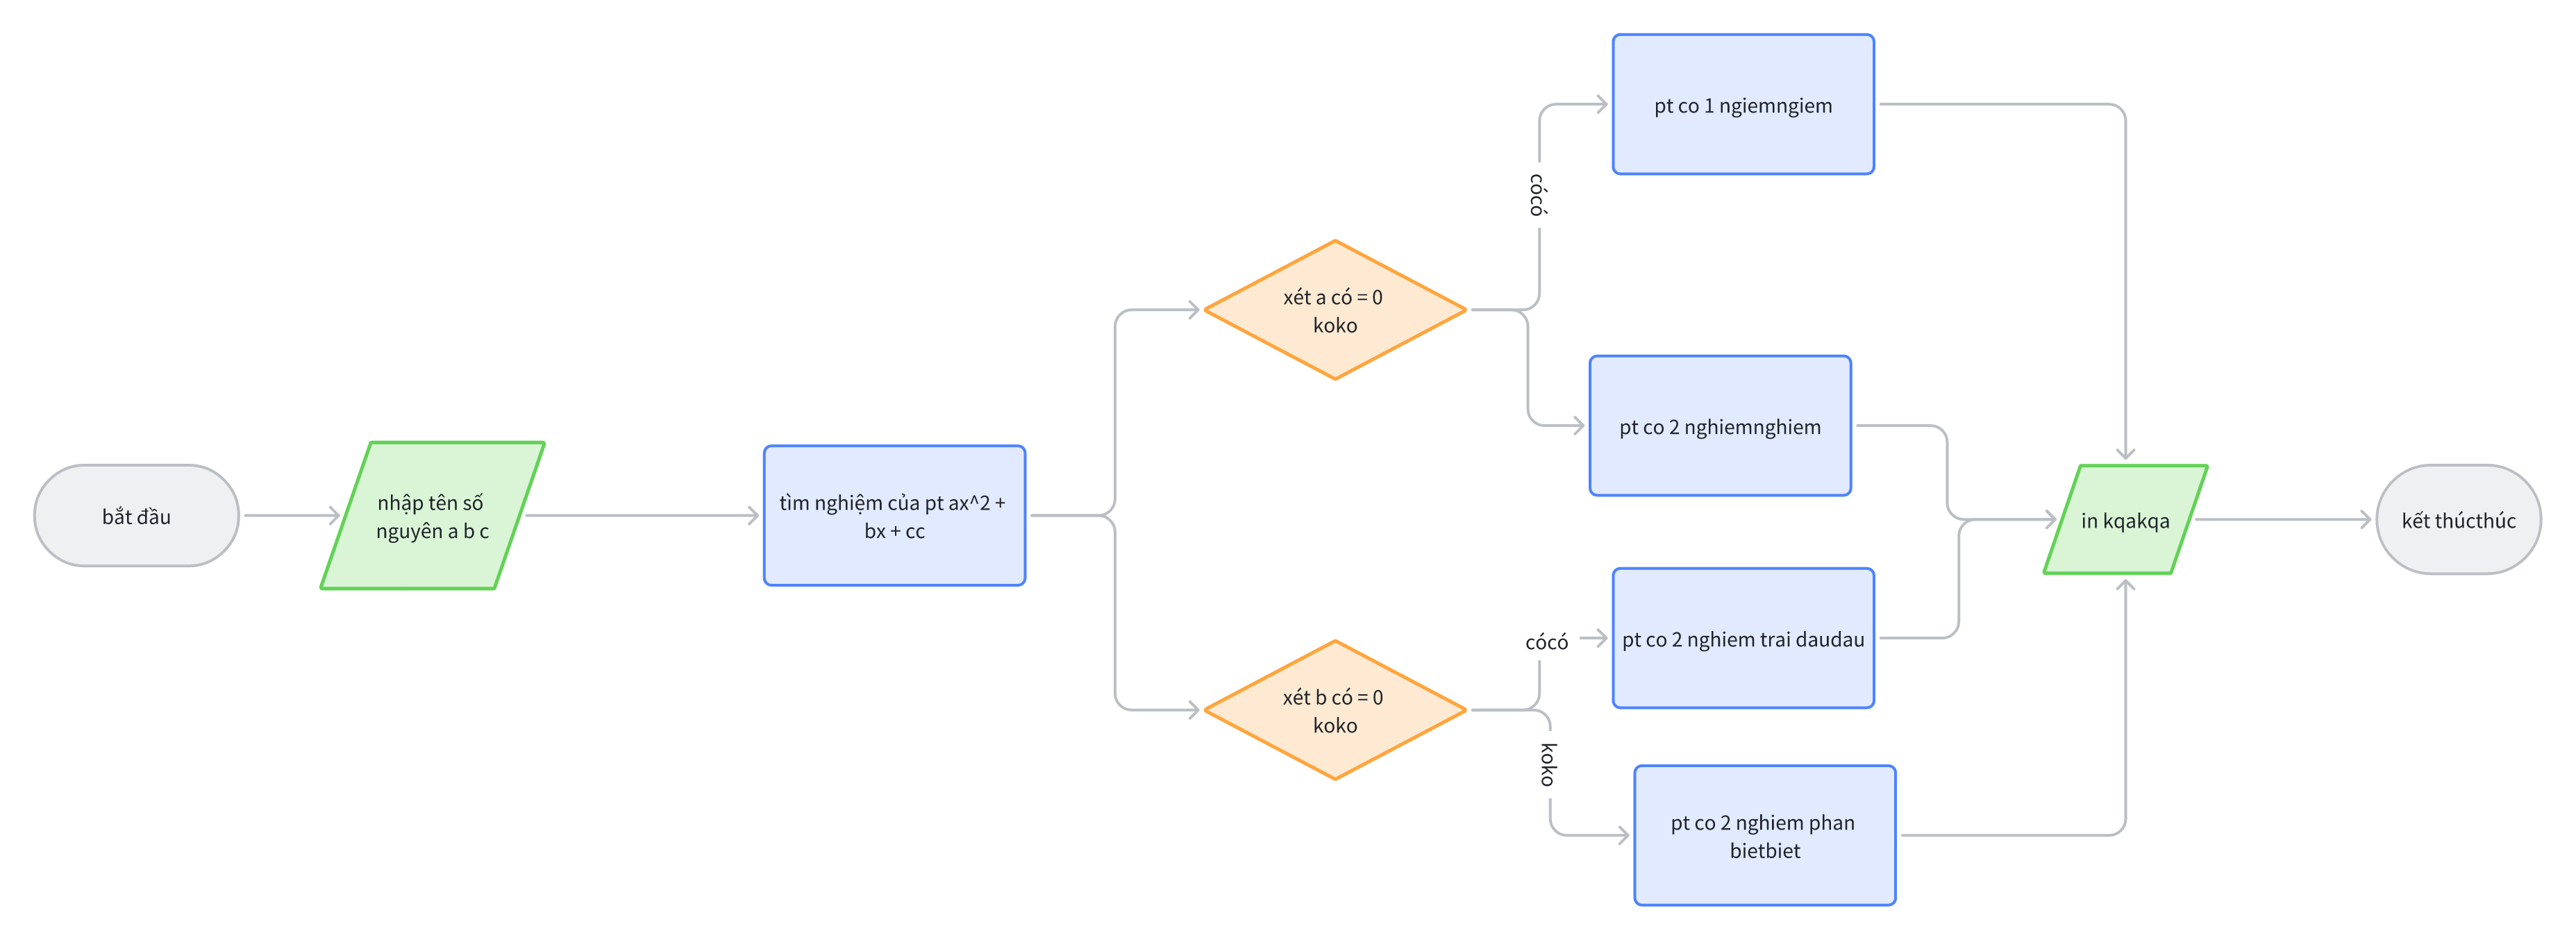 bắt đầu
nhập tên số
nguyên a b c
tìm nghiệm của pt ax^2 +
bx + cc
xét a có = 0
koko
cócó
pt co 1 ngiemngiem
pt co 2 nghiemnghiem
xét b có = 0
koko
cócó
koko
pt co 2 nghiem trai daudau
pt co 2 nghiem phan
bietbiet
in kqakqa
kết thúcthúc